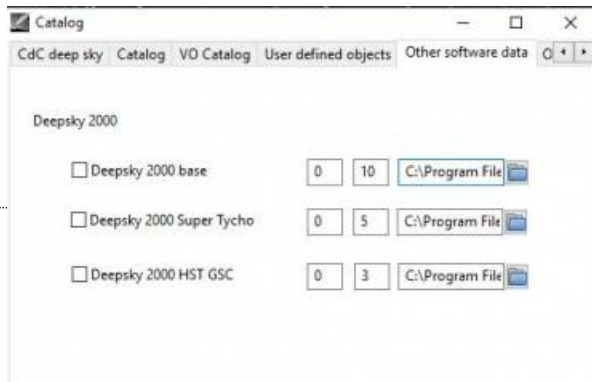 Catalog
CdC deep sky Catalog VO Catalog User defined objects Other software data O
Deepsky 2000
Deepsky 2000 base 0 10 C:\Program File
Deepsky 2000 Super Tycho 0 5 C:\Program File
Deepsky 2000 HST GSC 0 3 C:\Program File